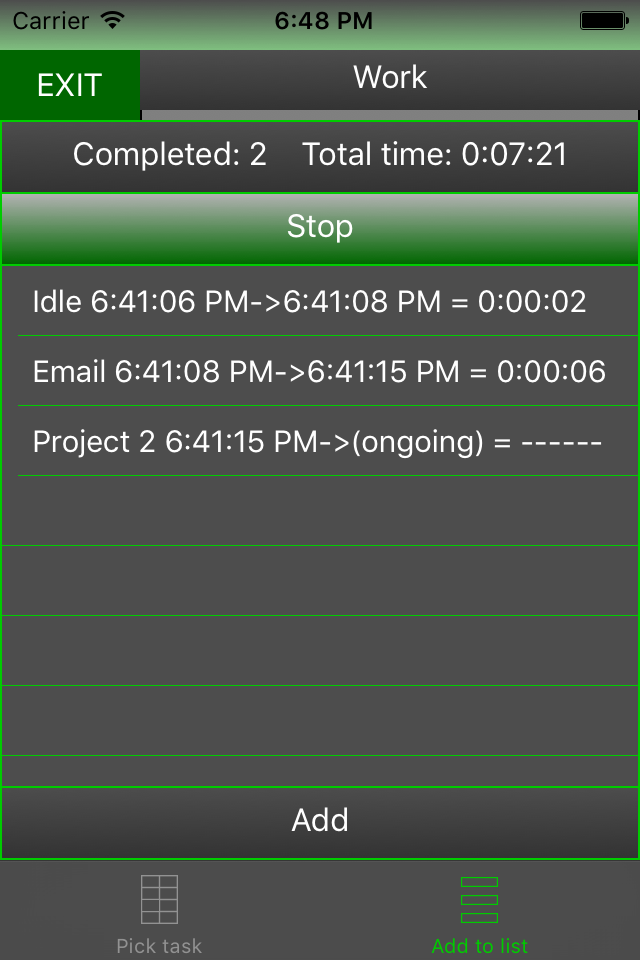 Carrier 6:48 PM
EXIT
Work
Completed: 2 Total time: 0:07:21
Stop
Idle 6:41:06 PM->6:41:08 PM = 0:00:02
Email 6:41:08 PM->6:41:15 PM = 0:00:06
Project 2 6:41:15 PM->(ongoing) = ------
Add
Pick task
Add to list